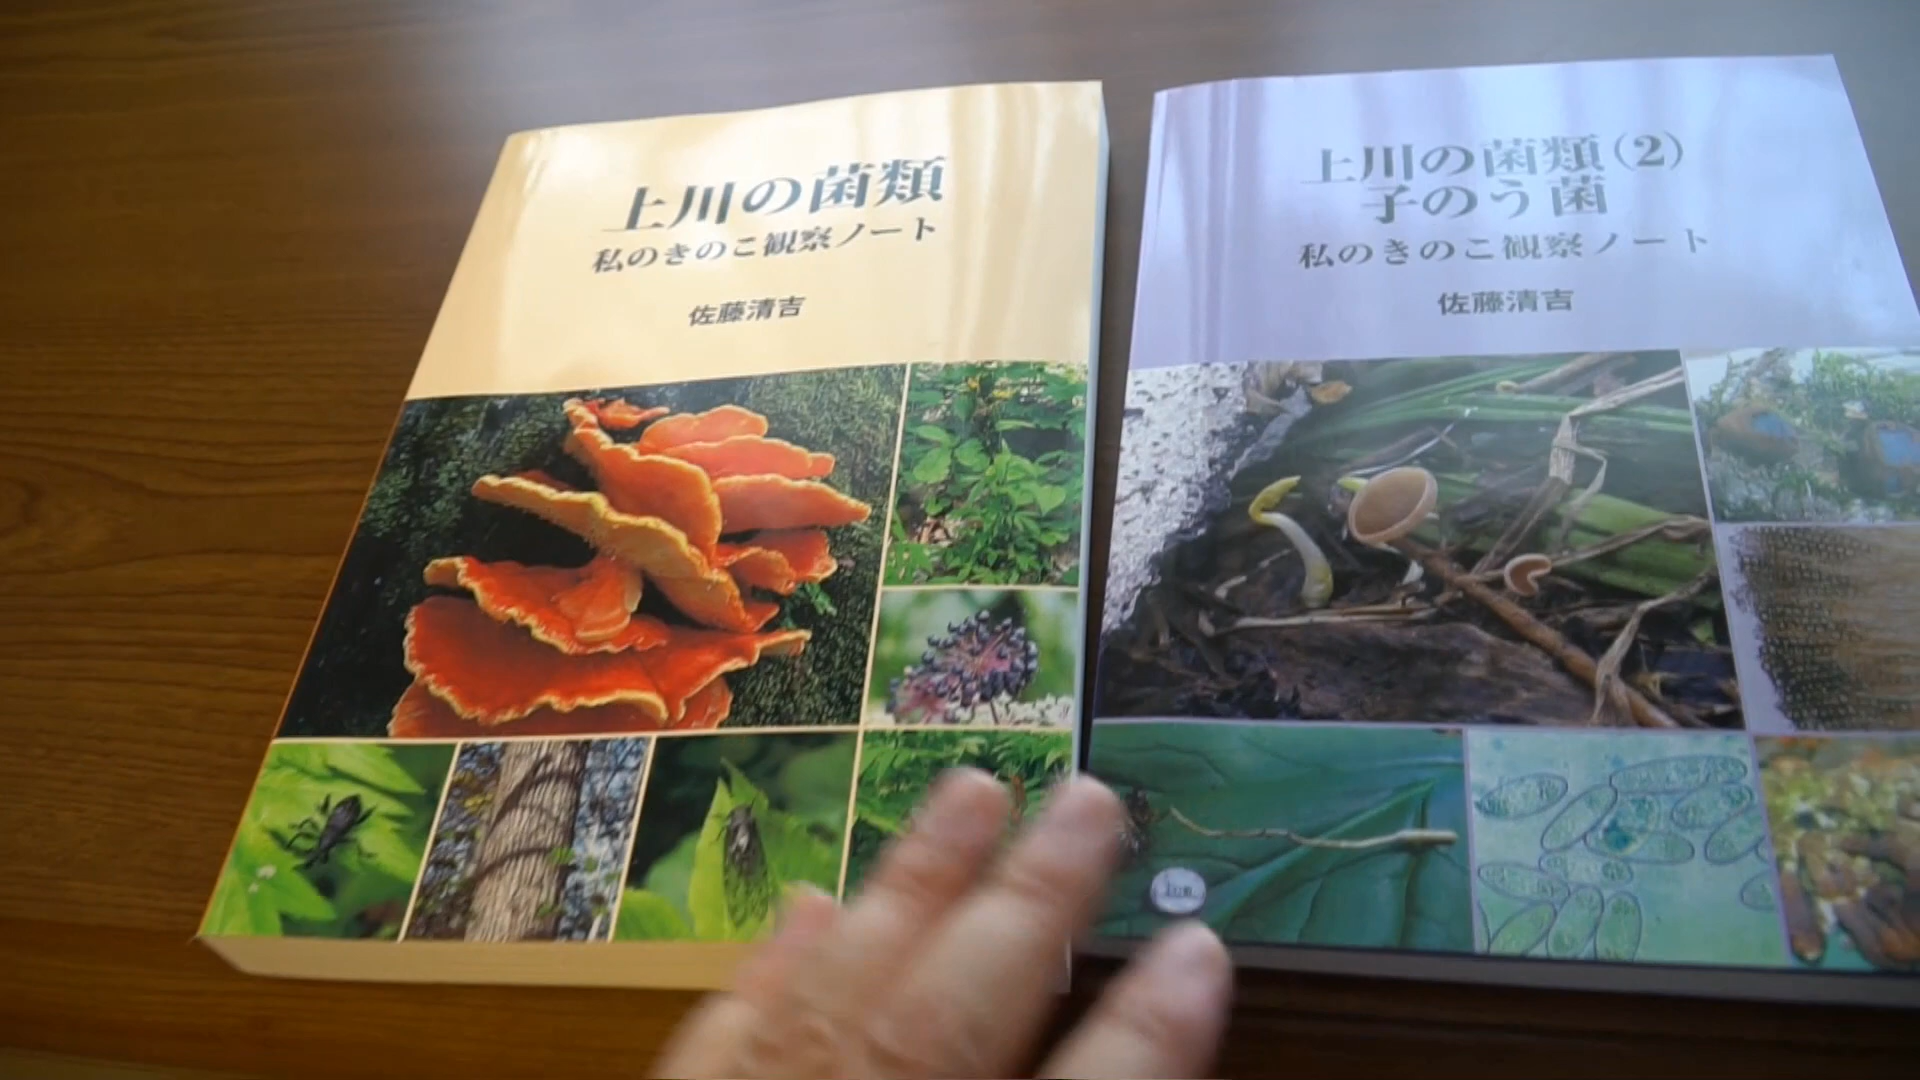 上川の菌類
私のきのこ観察ノート
佐藤清吉
上川の菌類(2)
子のう菌
私のきのこ観察ノート
佐藤清吉